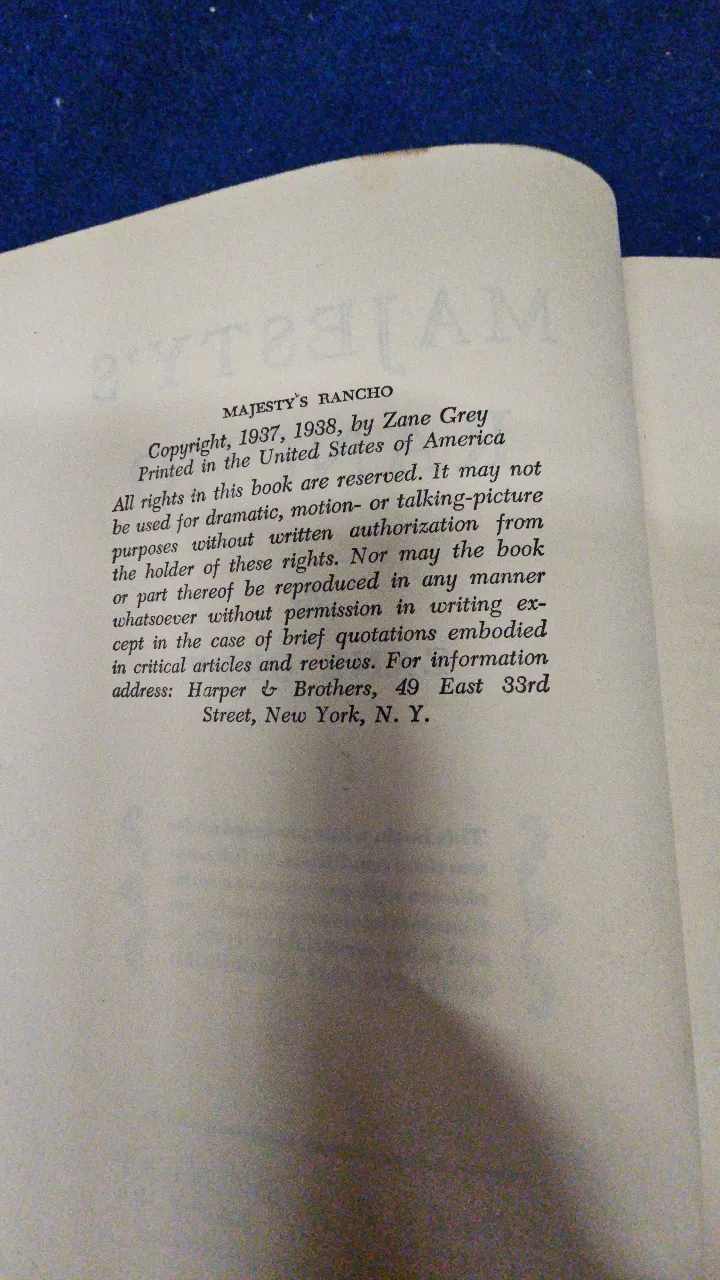 MAJESTY'S
MAJESTY'S RANCHO
Copyright, 1937, 1938, by Zane Grey
Printed in the United States of America
All rights in this book are reserved. It may not
be used for dramatic, motion- or talking-picture
purposes without written authorization from
the holder of these rights. Nor may the book
or part thereof be reproduced in any manner
whatsoever without permission in writing ex-
cept in the case of brief quotations embodied
in critical articles and reviews. For information
address: Harper & Brothers, 49 East 33rd
Street, New York, N. Y.